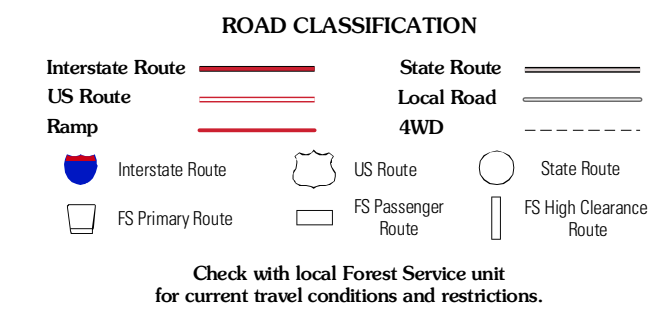 ROAD CLASSIFICATION
Interstate Route
State Route
US Route
Local Road
Ramp
4WD
Interstate Route
US Route
State Route
FS Primary Route
FS Passenger
Route
FS High Clearance
Route
Check with local Forest Service unit
for current travel conditions and restrictions.